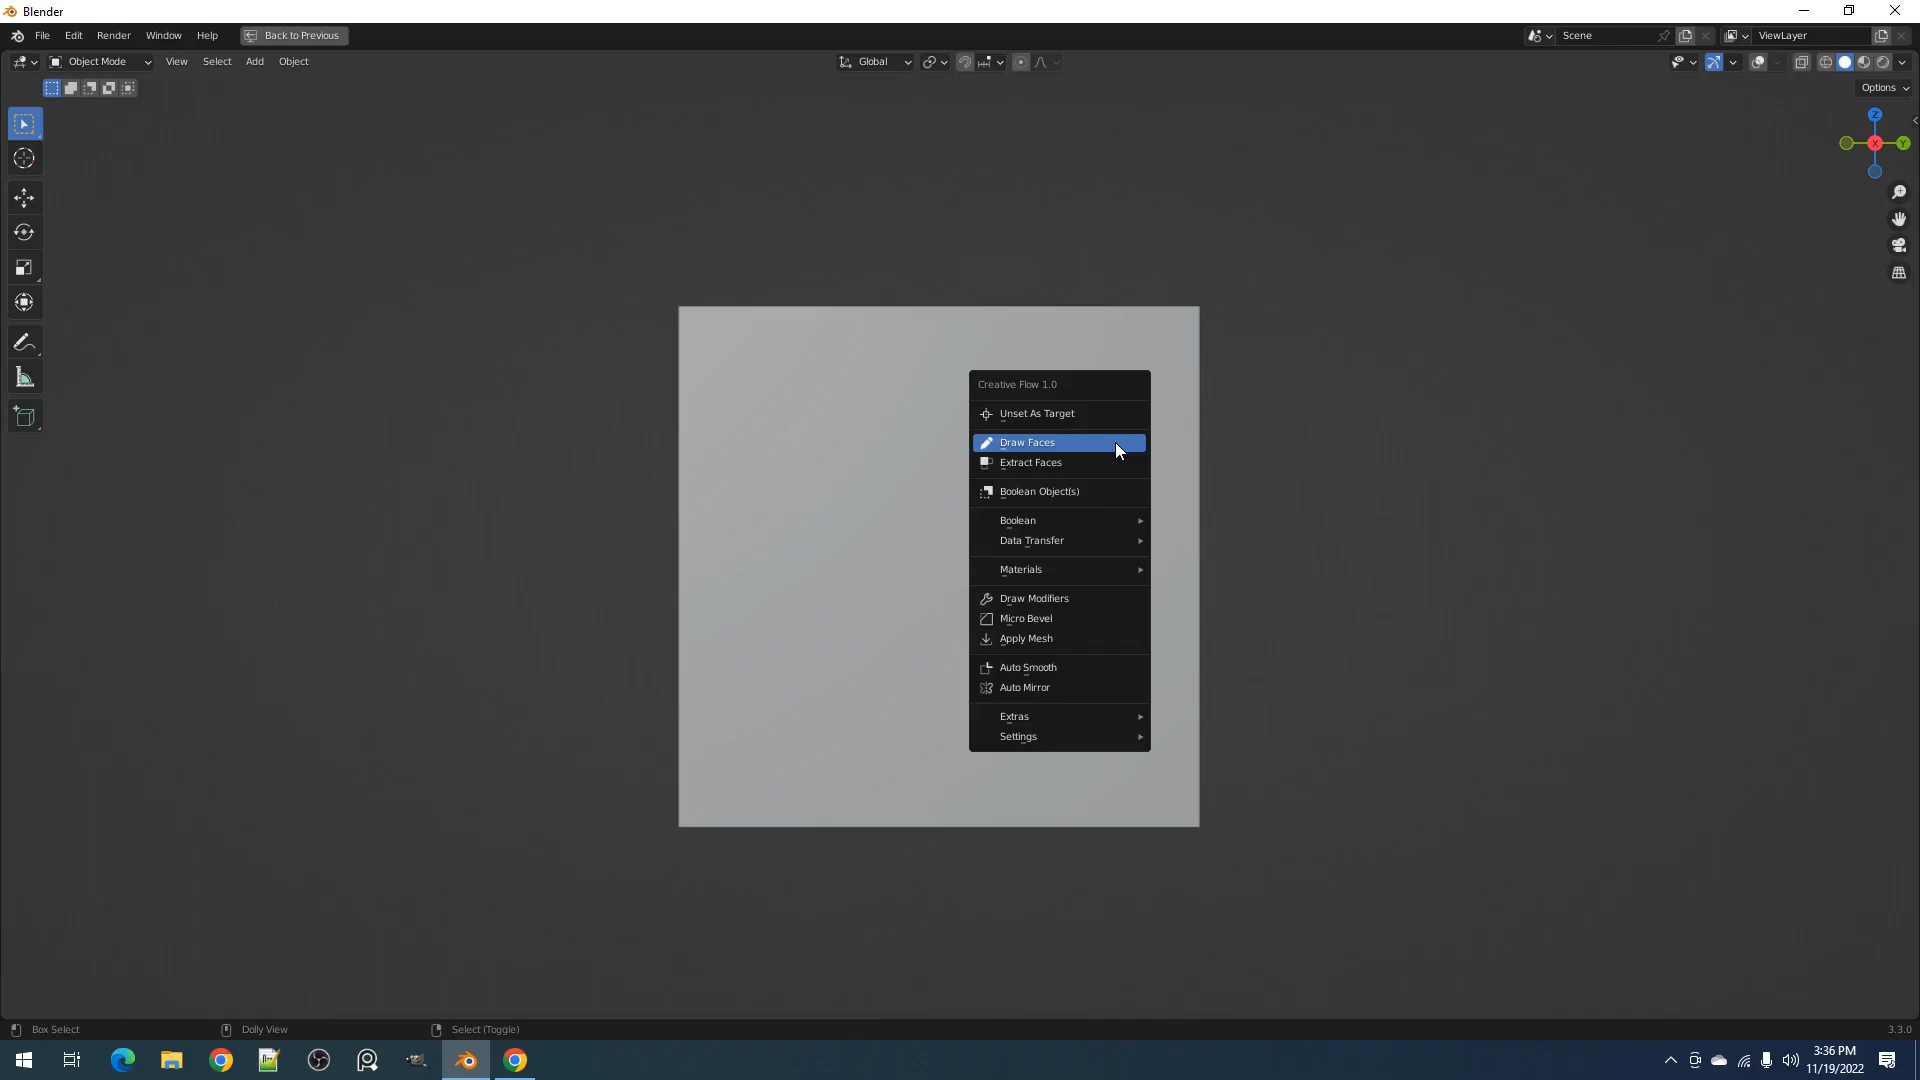 Blender
File Edit Render Window Help Back to Previous Scene ViewLayer
Object Mode View Select Add Object Global
Options
Z
X Y
Creative Flow 1.0
Unset As Target
Draw Faces
Extract Faces
Boolean Object(s)
Boolean
Data Transfer
Materials
Draw Modifiers
Micro Bevel
Apply Mesh
Auto Smooth
Auto Mirror
Extras
Settings
Box Select Dolly View Select (Toggle) 3.3.0
3:36 PM
11/19/2022